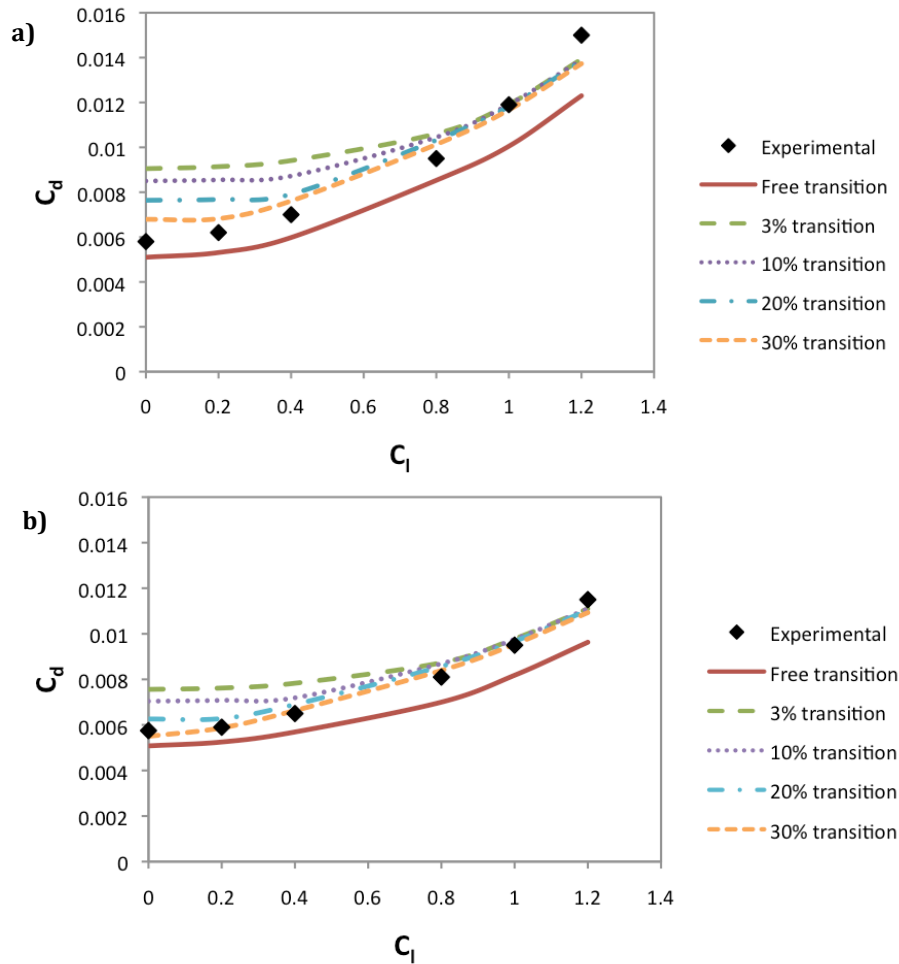 a)
0.016
0.014
0.012
0.01
0.008
0.006
0.004
0.002
0
Cd
0 0.2 0.4 0.6 0.8 1 1.2 1.4
Cl
Experimental
Free transition
3% transition
10% transition
20% transition
30% transition
b)
0.016
0.014
0.012
0.01
0.008
0.006
0.004
0.002
0
Cd
0 0.2 0.4 0.6 0.8 1 1.2 1.4
Cl
Experimental
Free transition
3% transition
10% transition
20% transition
30% transition